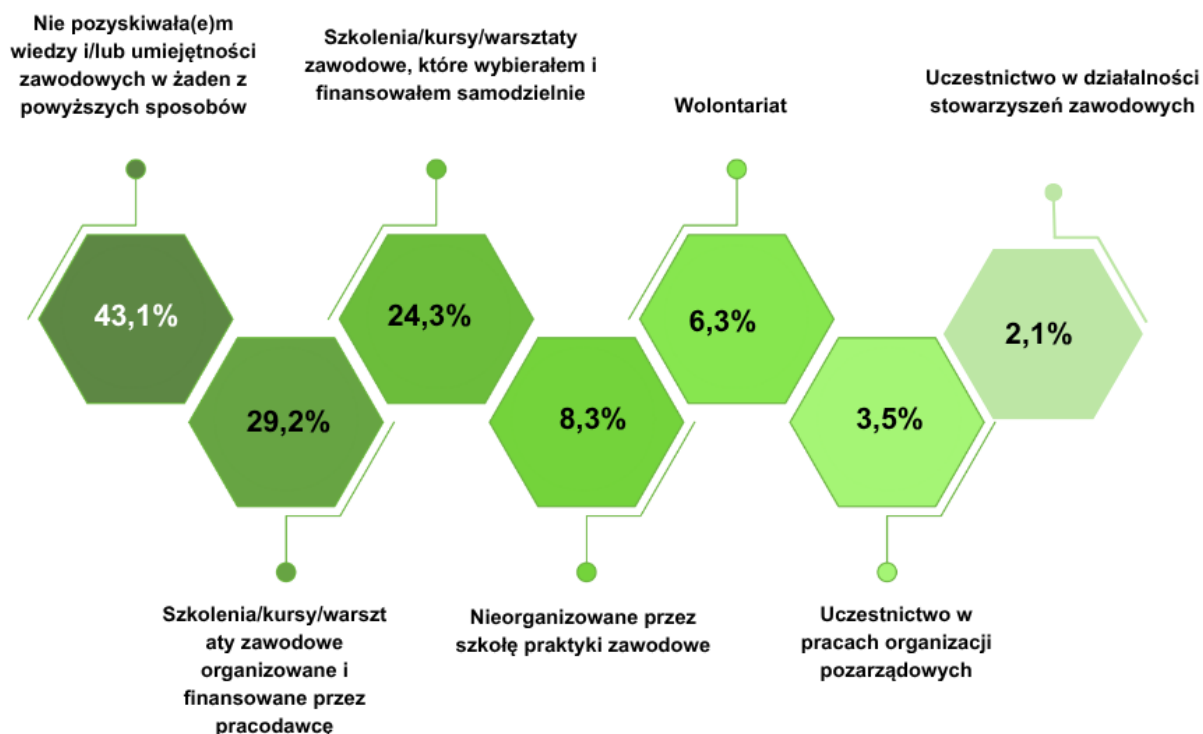 Nie pozyskiwała(e)m
wiedzy i/lub umiejętności
zawodowych w żaden z
powyższych sposobów
Szkolenia/kursy/warsztaty
zawodowe, które wybierałem i
finansowałem samodzielnie
Wolontariat
Uczestnictwo w działalności
stowarzyszeń zawodowych
43,1%
29,2%
24,3%
8,3%
6,3%
3,5%
2,1%
Szkolenia/kursy/warszt
aty zawodowe
organizowane i
finansowane przez
pracodawcę
Nieorganizowane przez
szkołę praktyki zawodowe
Uczestnictwo w
pracach organizacji
pozarządowych